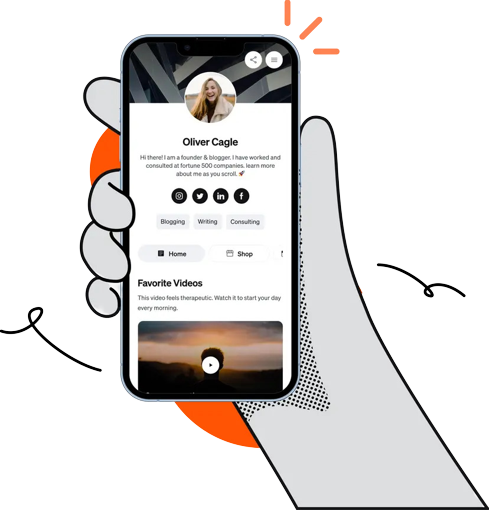 Oliver Cagle
Hi there! I am a founder & blogger. I have worked and
consulted at fortune 500 companies. learn more
about me as you scroll. 🚀
Blogging Writing Consulting
Home Shop
Favorite Videos
This video feels therapeutic. Watch it to start your day
every morning.